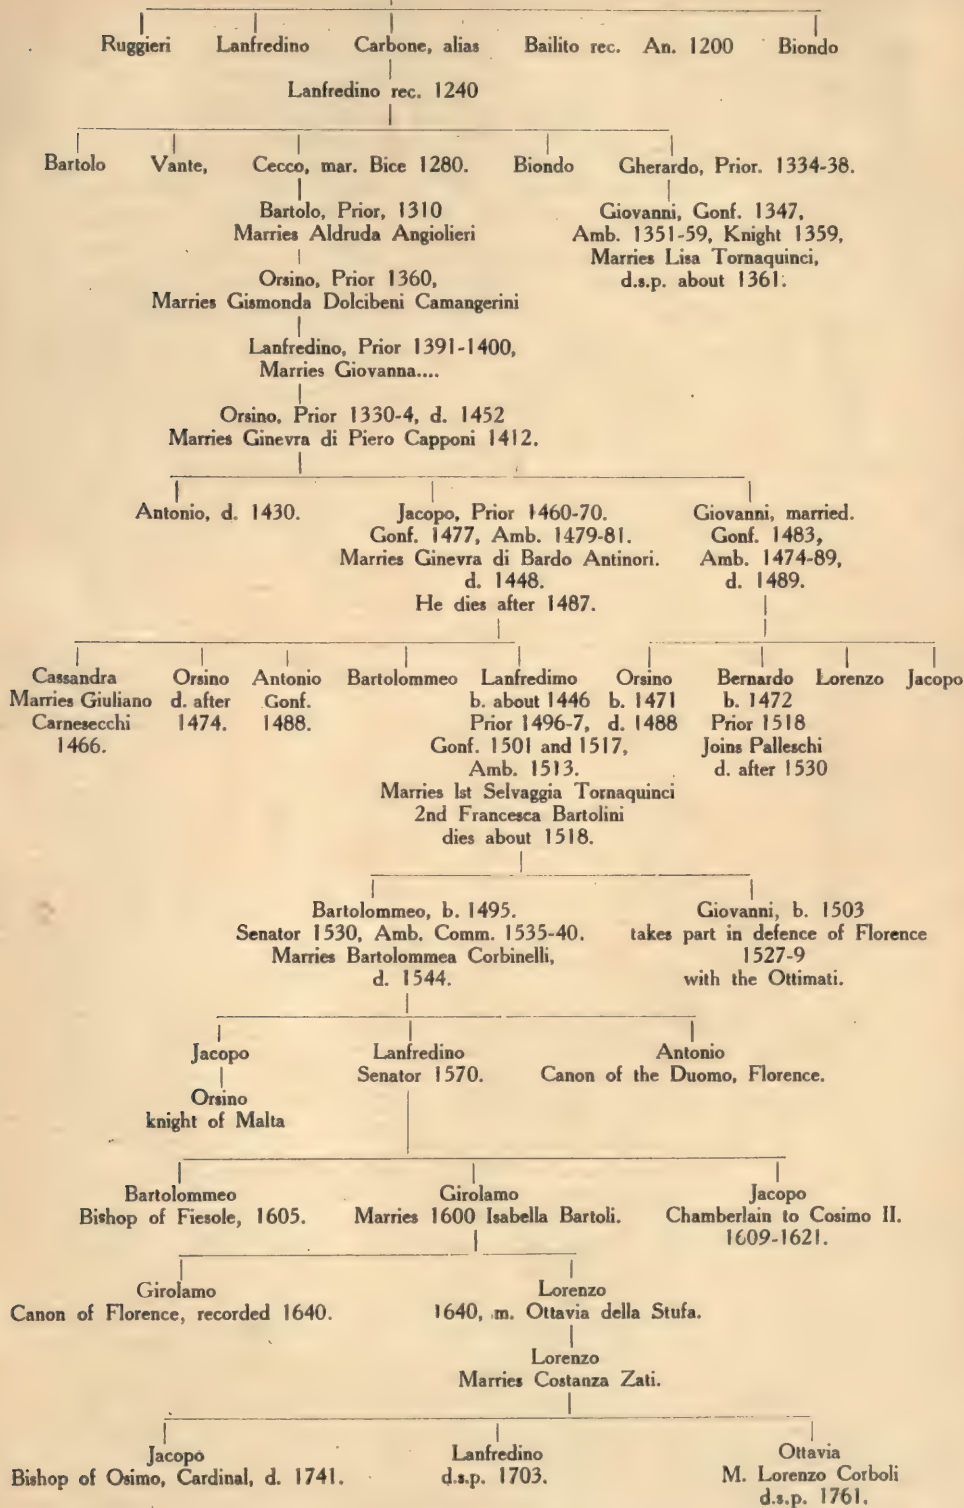 Ruggieri Lanfredino Carbone, alias Bailito rec. An. 1200 Biondo
Lanfredino rec. 1240
Bartolo Vante, Cecco, mar. Bice 1280. Biondo Gherardo, Prior. 1334-38.
Bartolo, Prior, 1310
Marries Aldruda Angiolieri
Giovanni, Gonf. 1347,
Amb. 1351-59, Knight 1359,
Marries Lisa Tornaquinci,
d.s.p. about 1361.
Orsino, Prior 1360,
Marries Gismonda Dolcibeni Camangerini
Lanfredino, Prior 1391-1400,
Marries Giovanna....
Orsino, Prior 1330-4, d. 1452
Marries Ginevra di Piero Capponi 1412.
Antonio, d. 1430.
Jacopo, Prior 1460-70.
Gonf. 1477, Amb. 1479-81.
Marries Ginevra di Bardo Antinori.
d. 1448.
He dies after 1487.
Giovanni, married.
Gonf. 1483,
Amb. 1474-89,
d. 1489.
Cassandra
Marries Giuliano
Carnesecchi
1466.
Orsino
d. after
1474.
Antonio
Gonf.
1488.
Bartolommeo
Lanfredimo
b. about 1446
Prior 1496-7,
Gonf. 1501 and 1517,
Amb. 1513.
Marries 1st Selvaggia Tornaquinci
2nd Francesca Bartolini
dies about 1518.
Orsino
b. 1471
d. 1488
Bernardo
b. 1472
Prior 1518
Joins Palleschi
d. after 1530
Lorenzo
Jacopo
Bartolommeo, b. 1495.
Senator 1530, Amb. Comm. 1535-40.
Marries Bartolommea Corbinelli,
d. 1544.
Giovanni, b. 1503
takes part in defence of Florence
1527-9
with the Ottimati.
Jacopo
Orsino
knight of Malta
Lanfredino
Senator 1570.
Antonio
Canon of the Duomo, Florence.
Bartolommeo
Bishop of Fiesole, 1605.
Girolamo
Marries 1600 Isabella Bartoli.
Jacopo
Chamberlain to Cosimo II.
1609-1621.
Girolamo
Canon of Florence, recorded 1640.
Lorenzo
1640, m. Ottavia della Stufa.
Lorenzo
Marries Costanza Zati.
Jacopo
Bishop of Osimo, Cardinal, d. 1741.
Lanfredino
d.s.p. 1703.
Ottavia
M. Lorenzo Corboli
d.s.p. 1761.